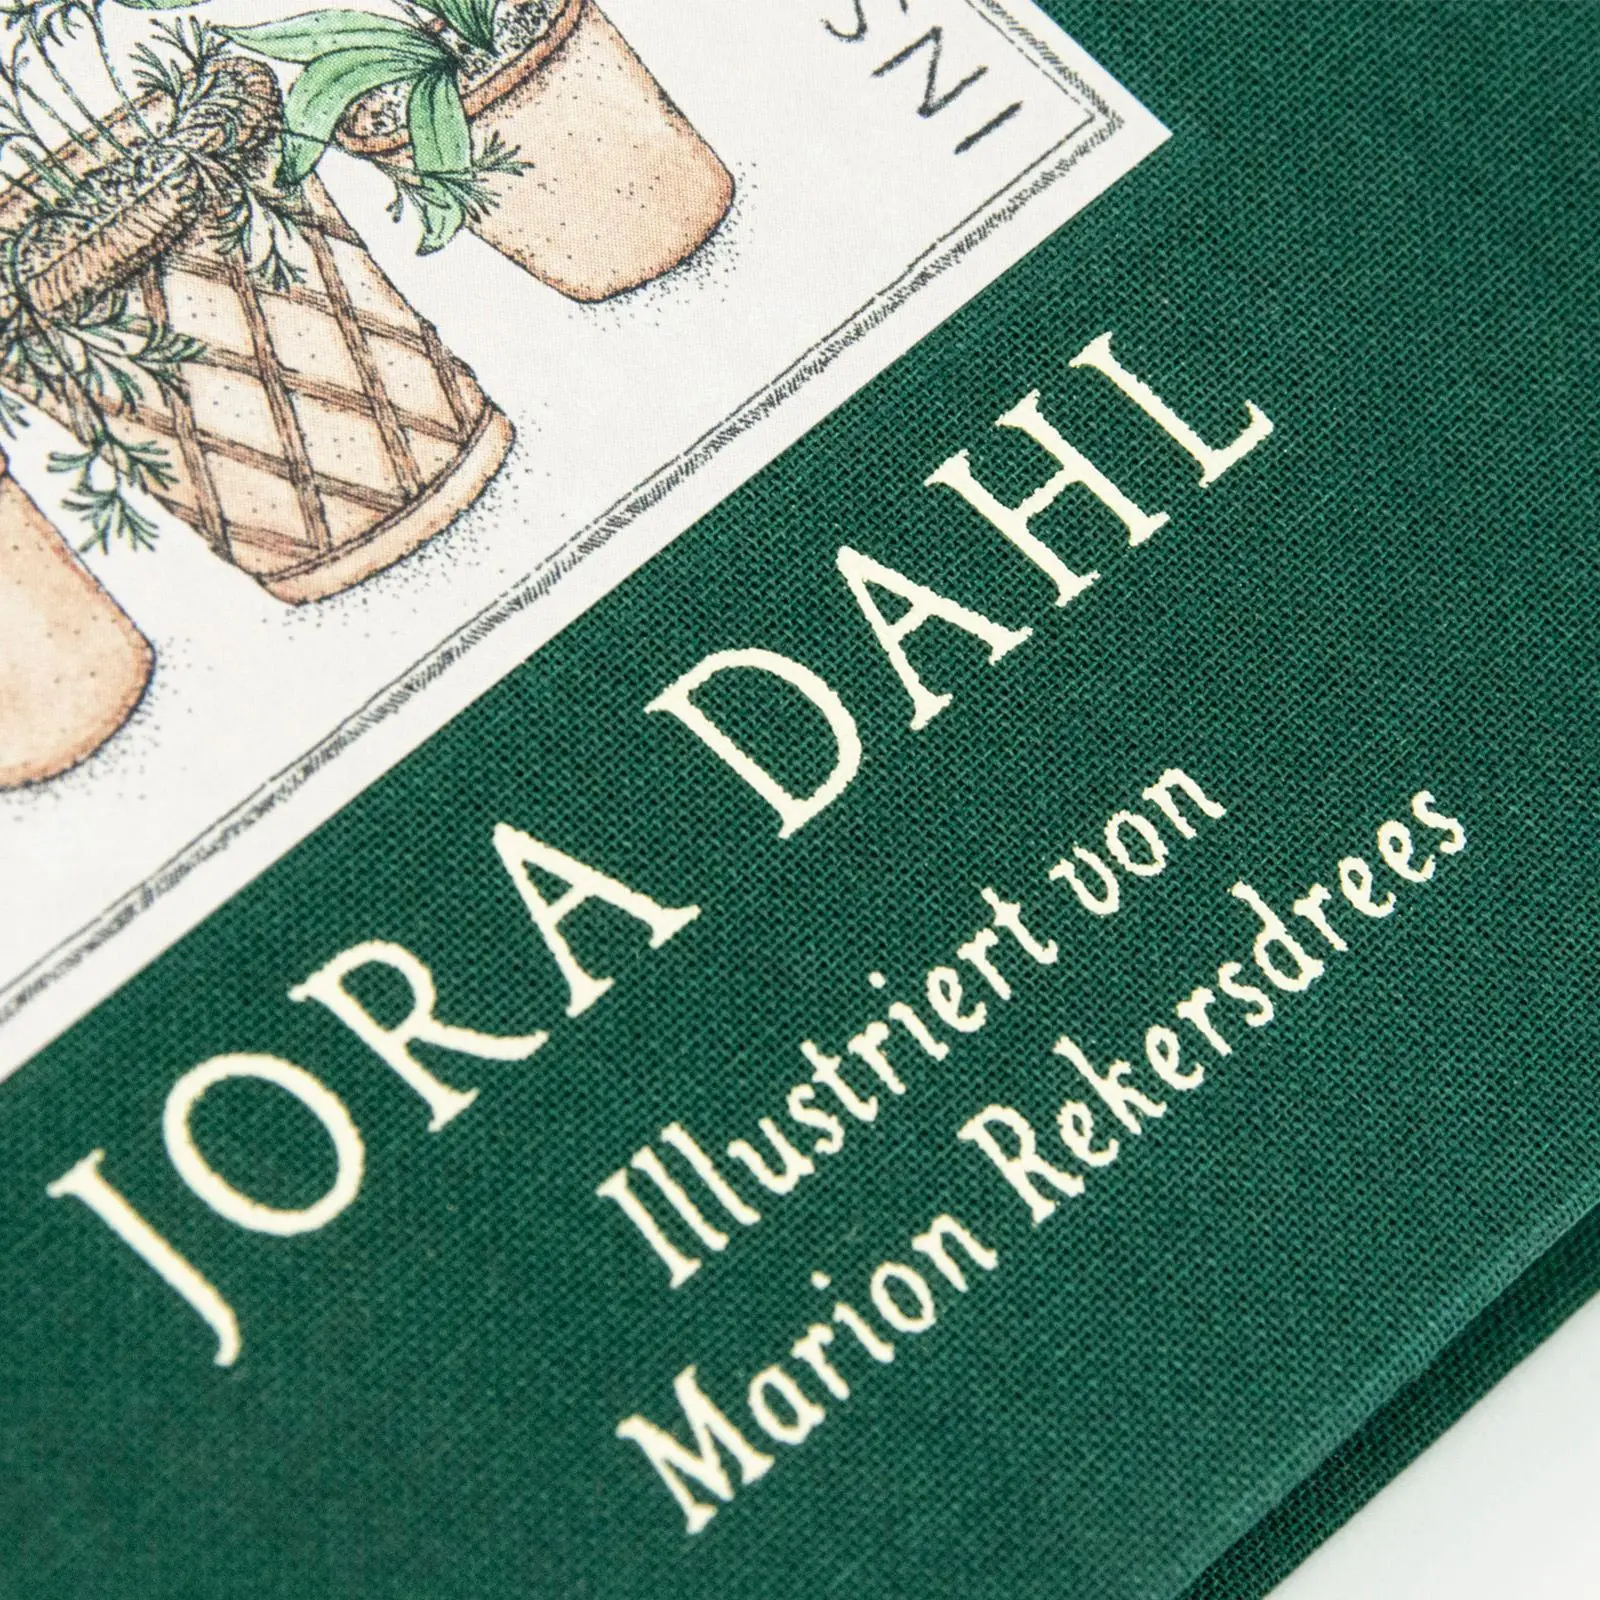 JORA DAHL
Illustriert von
Marion Rekersdrees